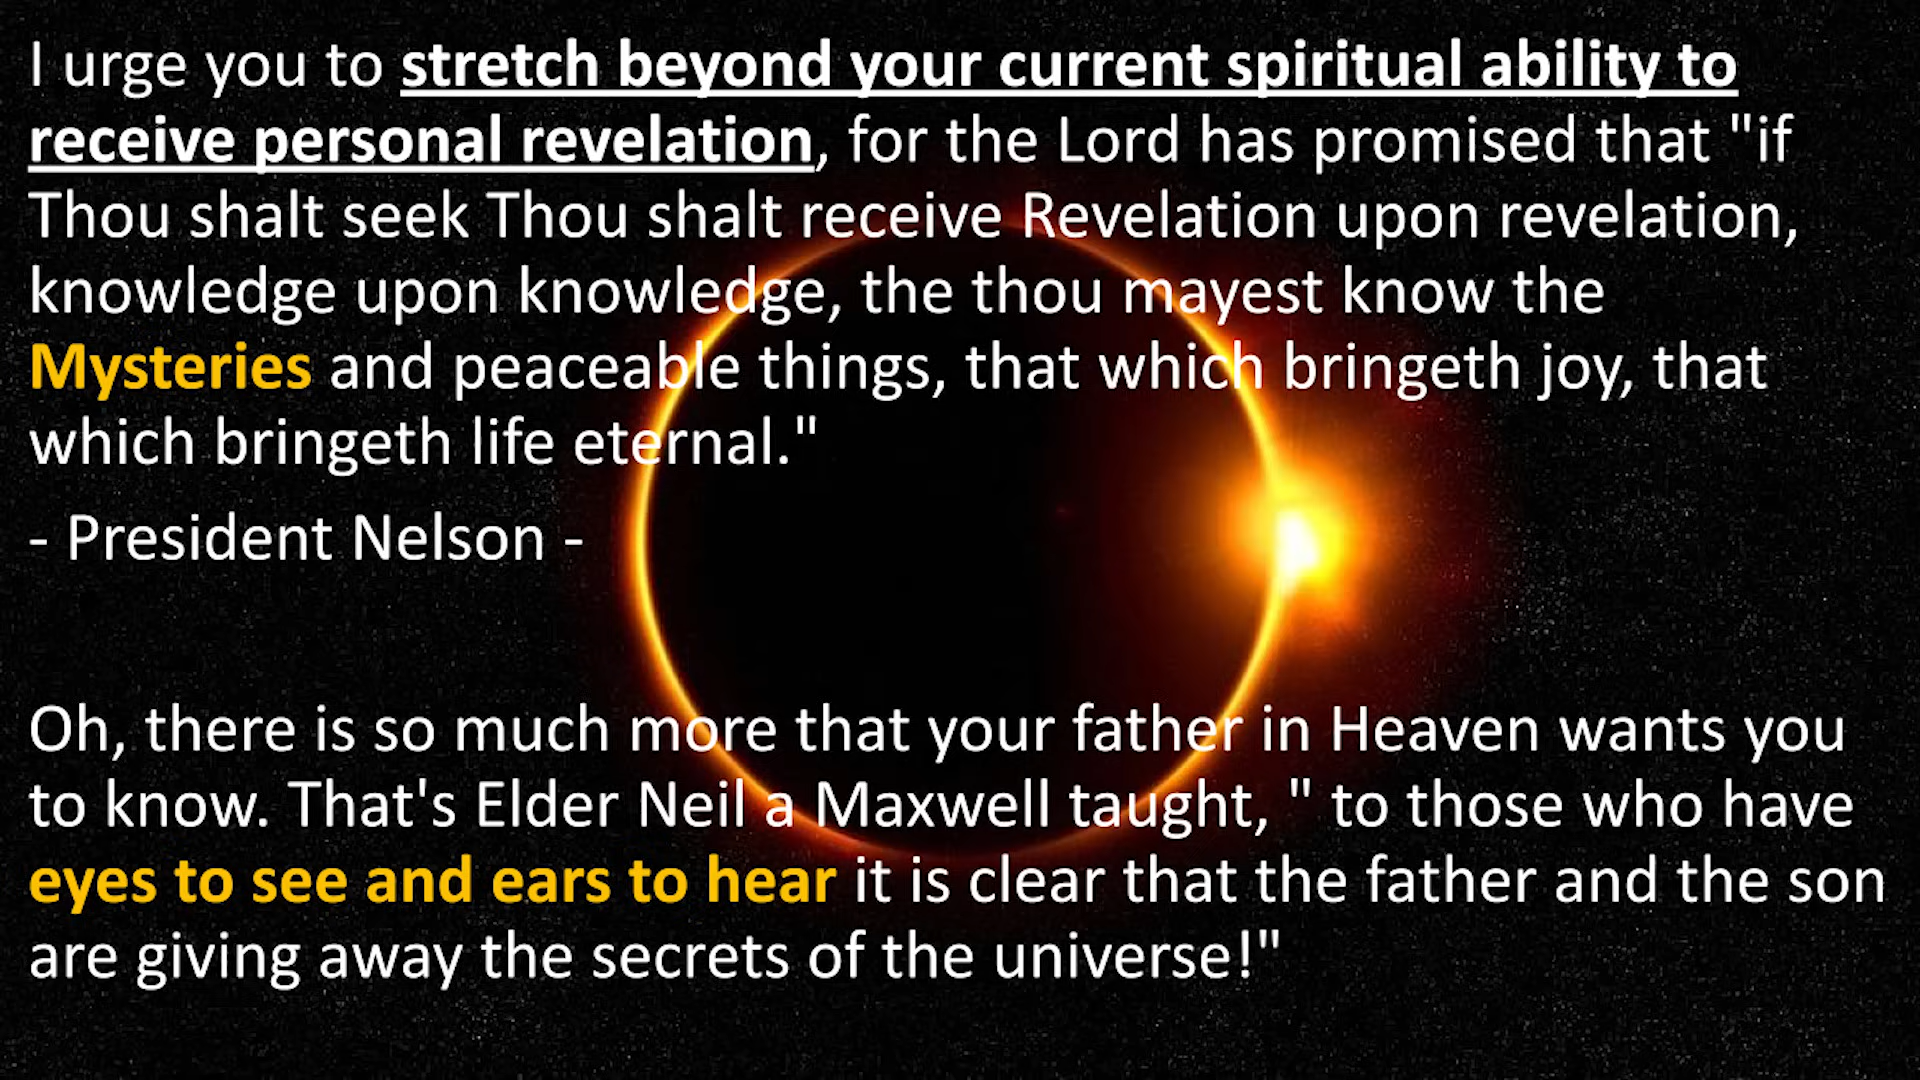 I urge you to stretch beyond your current spiritual ability to
receive personal revelation, for the Lord has promised that "if
Thou shalt seek Thou shalt receive Revelation upon revelation,
knowledge upon knowledge, the thou mayest know the
Mysteries and peaceable things, that which bringeth joy, that
which bringeth life eternal."
- President Nelson -
Oh, there is so much more that your father in Heaven wants you
to know. That's Elder Neil a Maxwell taught, " to those who have
eyes to see and ears to hear it is clear that the father and the son
are giving away the secrets of the universe!"